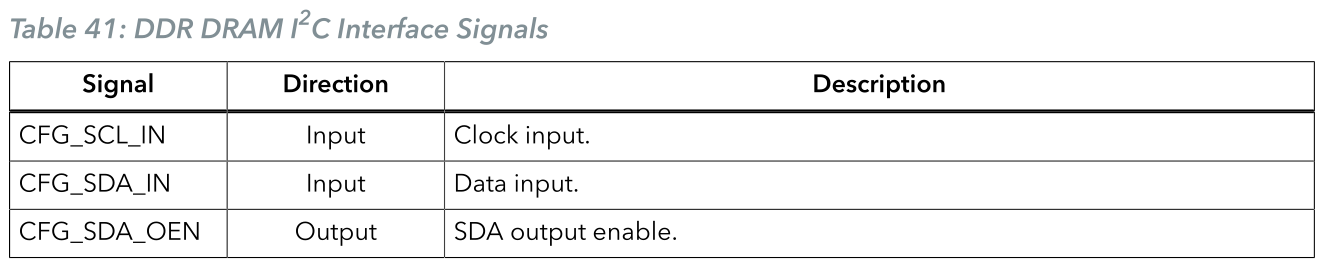 Table 41: DDR DRAM I²C Interface Signals
Signal Direction Description
CFG_SCL_IN Input Clock input.
CFG_SDA_IN Input Data input.
CFG_SDA_OEN Output SDA output enable.